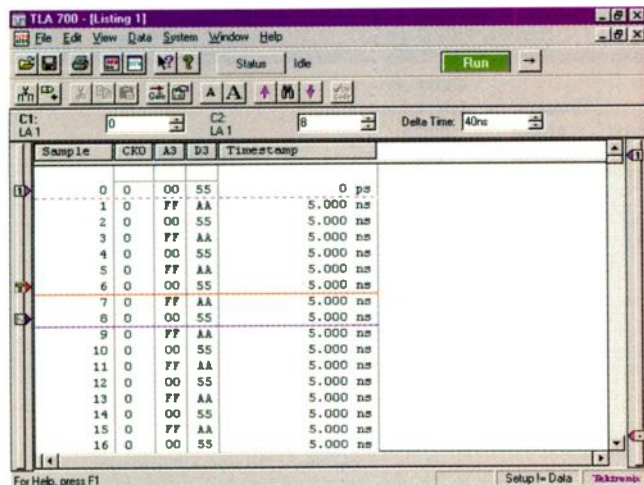 TLA 700 - [Listing 1]
File Edit View Data System Window Help
Status Idle Run
A A
C1: 0 C2: 8 Delta Time: 40ns
LA 1 LA 1
Sample CK0 A3 D3 Timestamp
0 0 00 55 0 ps
1 0 FF AA 5.000 ns
2 0 00 55 5.000 ns
3 0 FF AA 5.000 ns
4 0 00 55 5.000 ns
5 0 FF AA 5.000 ns
6 0 00 55 5.000 ns
7 0 FF AA 5.000 ns
8 0 00 55 5.000 ns
9 0 FF AA 5.000 ns
10 0 00 55 5.000 ns
11 0 FF AA 5.000 ns
12 0 00 55 5.000 ns
13 0 FF AA 5.000 ns
14 0 00 55 5.000 ns
15 0 FF AA 5.000 ns
16 0 00 55 5.000 ns
For Help, press F1 Setup != Data Tektronix